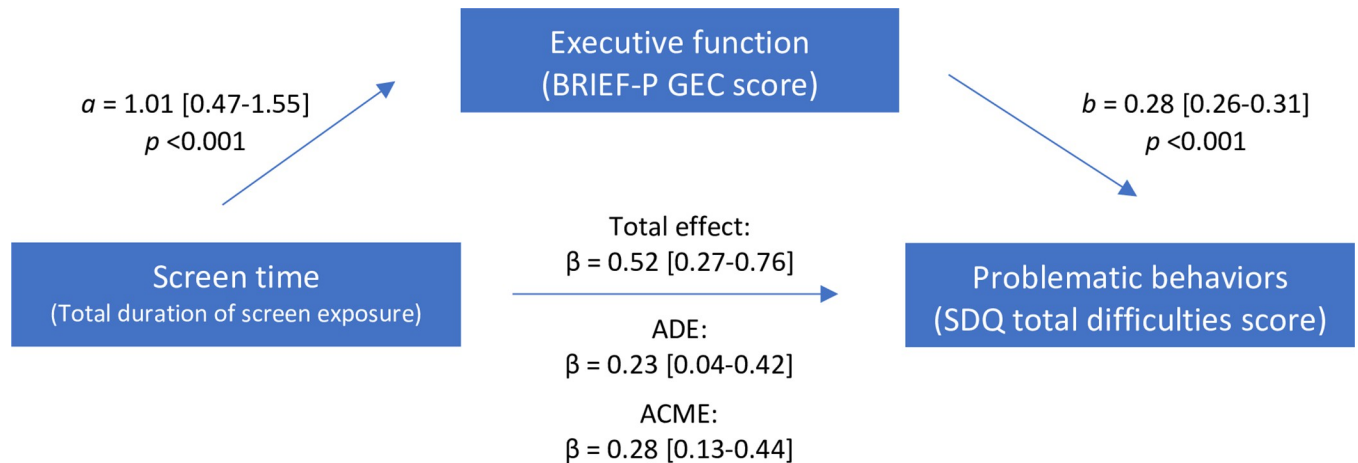 Executive function
(BRIEF-P GEC score)
a = 1.01 [0.47-1.55]
p <0.001
b = 0.28 [0.26-0.31]
p <0.001
Screen time
(Total duration of screen exposure)
Total effect:
β = 0.52 [0.27-0.76]
ADE:
β = 0.23 [0.04-0.42]
ACME:
β = 0.28 [0.13-0.44]
Problematic behaviors
(SDQ total difficulties score)